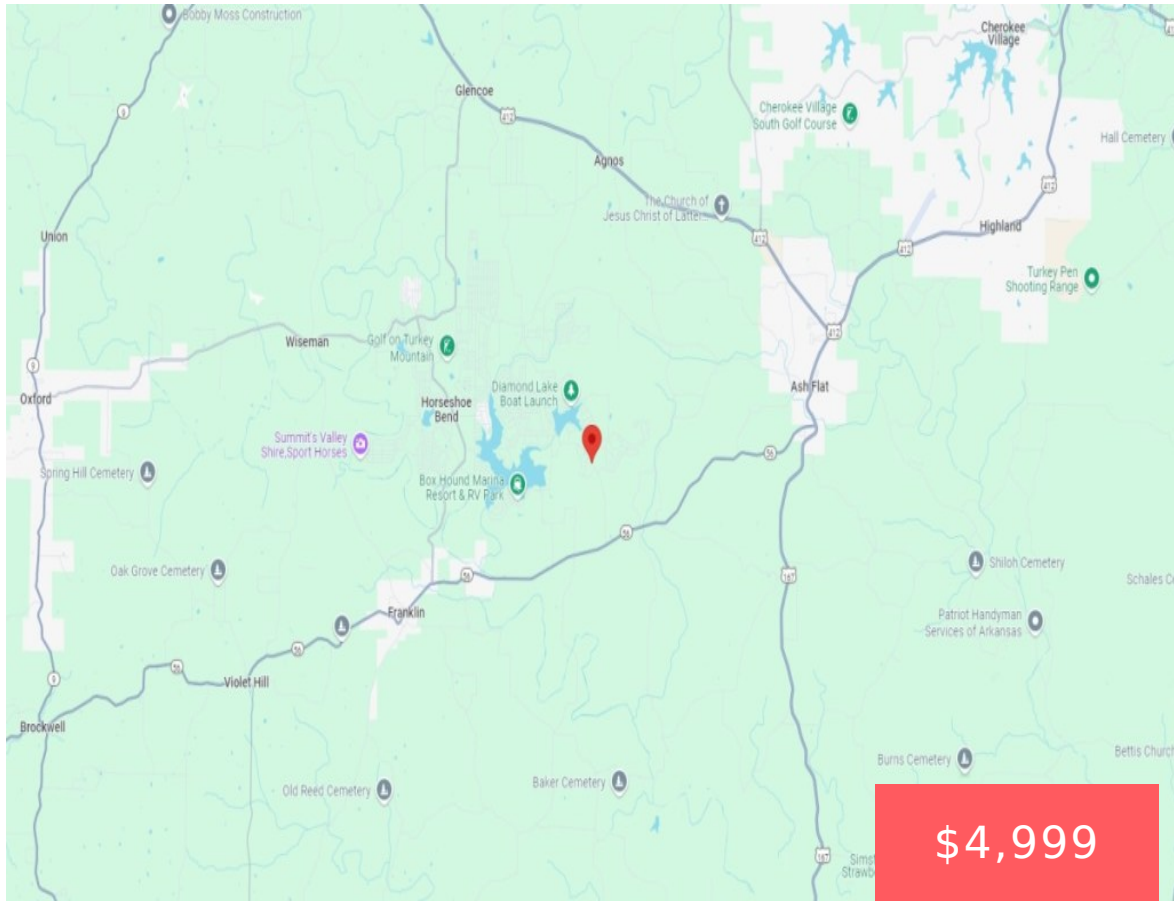 Bobby Moss Construction
Cherokee
Village
Glencoe
9
412
Cherokee Village
South Golf Course
Hall Cemetery
Agnos
412
The Church of
Jesus Christ of Latter...
Union
412
412
Highland
Turkey Pen
Shooting Range
412
Wiseman
Golf on Turkey
Mountain
9
Oxford
Diamond Lake
Boat Launch
Ash Flat
Horseshoe
Bend
Summit's Valley
Shire,Sport Horses
56
Spring Hill Cemetery
Box Hound Marina
Resort & RV Park
56
Oak Grove Cemetery
56
167
Shiloh Cemetery
Schales
Franklin
Patriot Handyman
Services of Arkansas
56
56
9
Violet Hill
Brockwell
Bettis Church
Burns Cemetery
Old Reed Cemetery
Baker Cemetery
$4,999
167